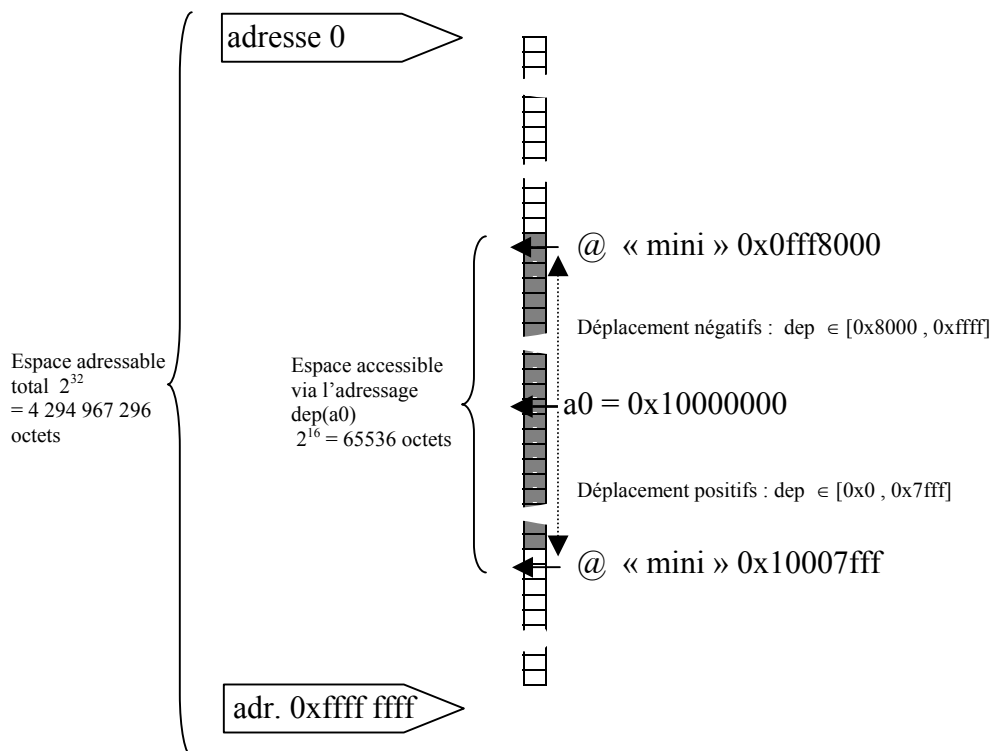 adresse 0
@ « mini » 0x0fff8000
Déplacement négatifs : dep ∈ [0x8000 , 0xffff]
Espace adressable
total 2³²
= 4 294 967 296
octets
Espace accessible
via l’adressage
dep(a0)
2¹⁶ = 65536 octets
a0 = 0x10000000
Déplacement positifs : dep ∈ [0x0 , 0x7fff]
@ « mini » 0x10007fff
adr. 0xffff ffff